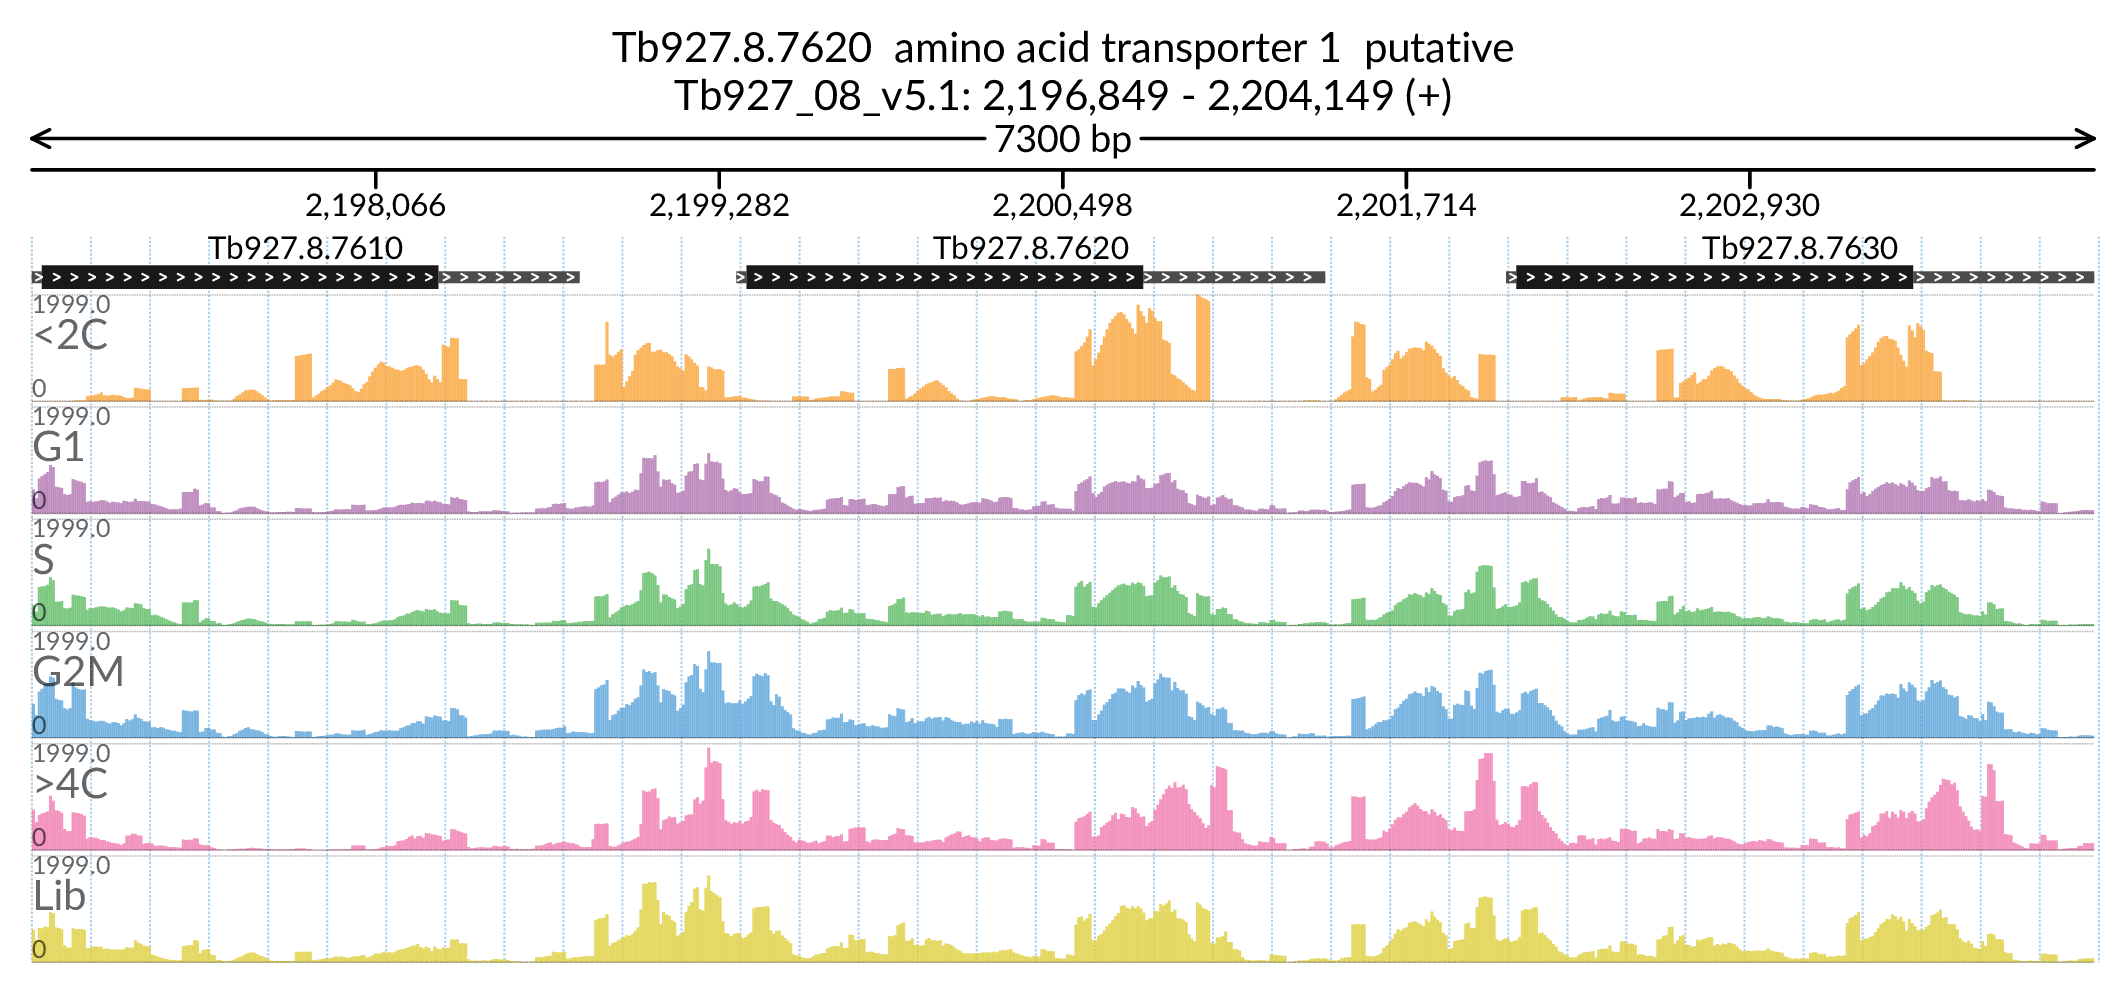 Tb927.8.7620  amino acid transporter 1  putative
Tb927_08_v5.1: 2,196,849 - 2,204,149 (+)
7300 bp
2,198,066 2,199,282 2,200,498 2,201,714 2,202,930
Tb927.8.7610 Tb927.8.7620 Tb927.8.7630
1999.0
<2C
0
1999.0
G1
0
1999.0
S
0
1999.0
G2M
0
1999.0
>4C
0
1999.0
Lib
0